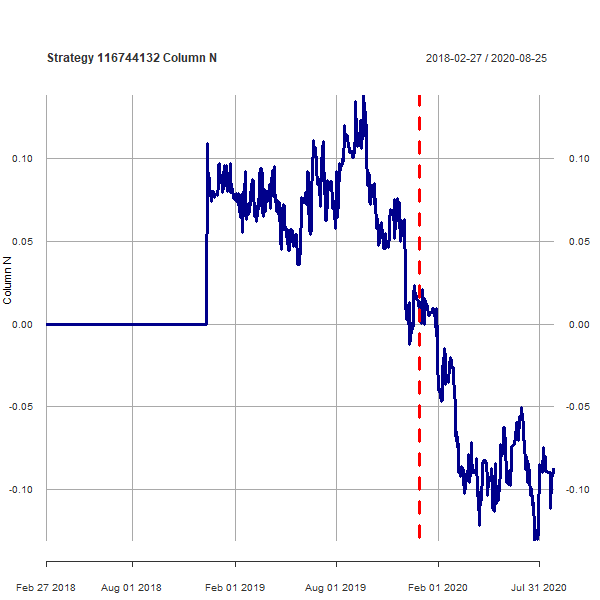 Strategy 116744132 Column N
2018-02-27 / 2020-08-25
0.10 0.10
0.05 0.05
Column N
0.00 0.00
-0.05 -0.05
-0.10 -0.10
Feb 27 2018 Aug 01 2018 Feb 01 2019 Aug 01 2019 Feb 01 2020 Jul 31 2020